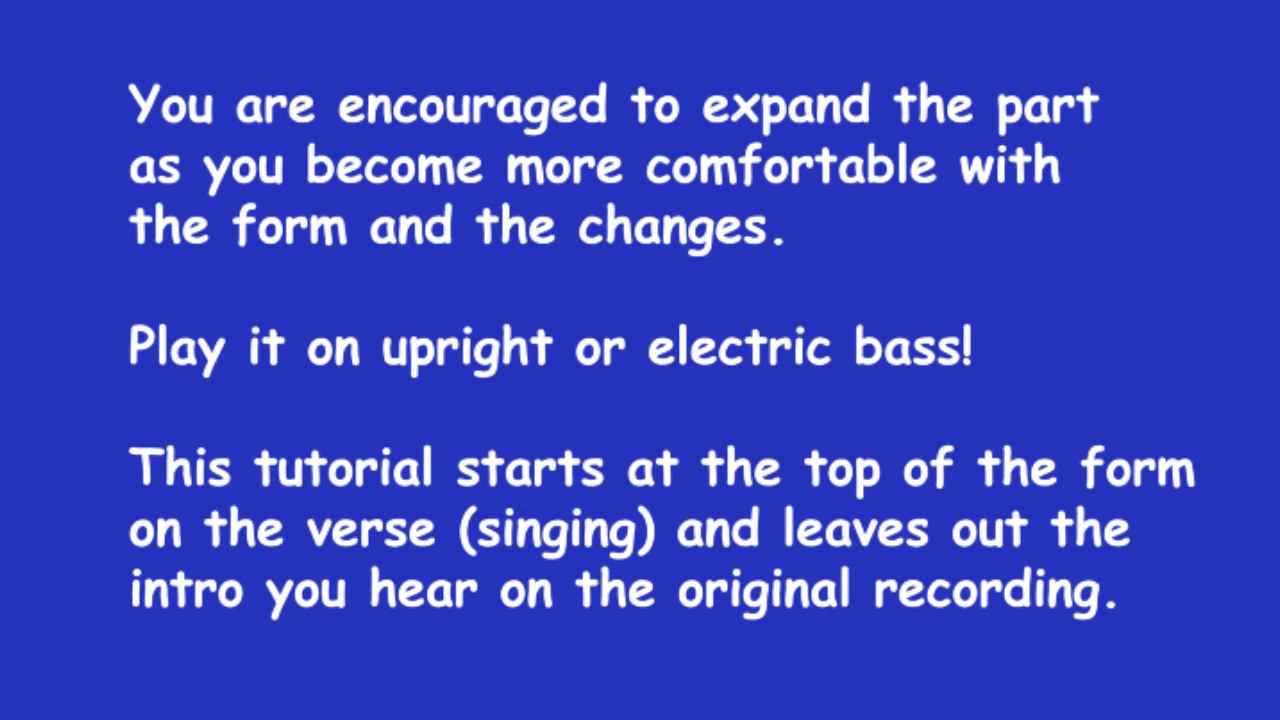 You are encouraged to expand the part
as you become more comfortable with
the form and the changes.
Play it on upright or electric bass!
This tutorial starts at the top of the form
on the verse (singing) and leaves out the
intro you hear on the original recording.